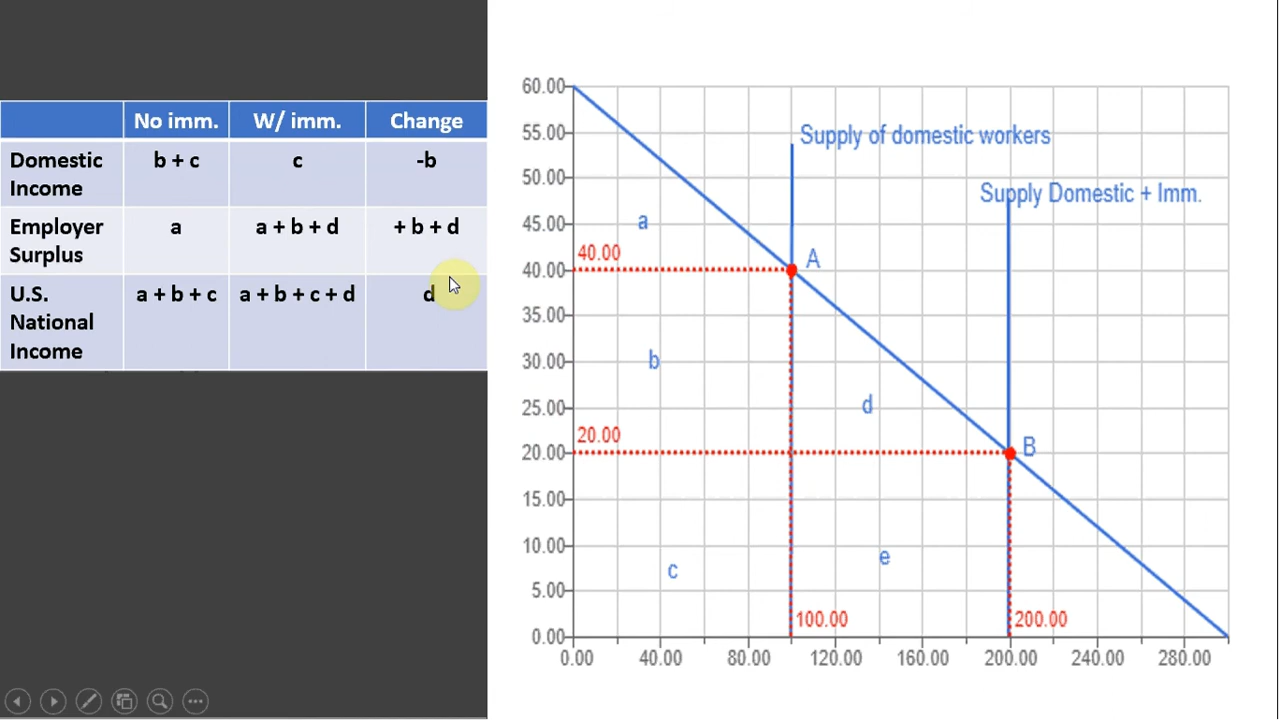 No imm. W/ imm. Change
Domestic b + c c -b
Income
Employer a a + b + d + b + d
Surplus
U.S. a + b + c a + b + c + d d
National
Income
60.00
55.00
50.00
45.00
40.00
35.00
30.00
25.00
20.00
15.00
10.00
5.00
0.00
Supply of domestic workers
Supply Domestic + Imm.
a
40.00
A
b
d
20.00
B
c
e
100.00
200.00
0.00 40.00 80.00 120.00 160.00 200.00 240.00 280.00